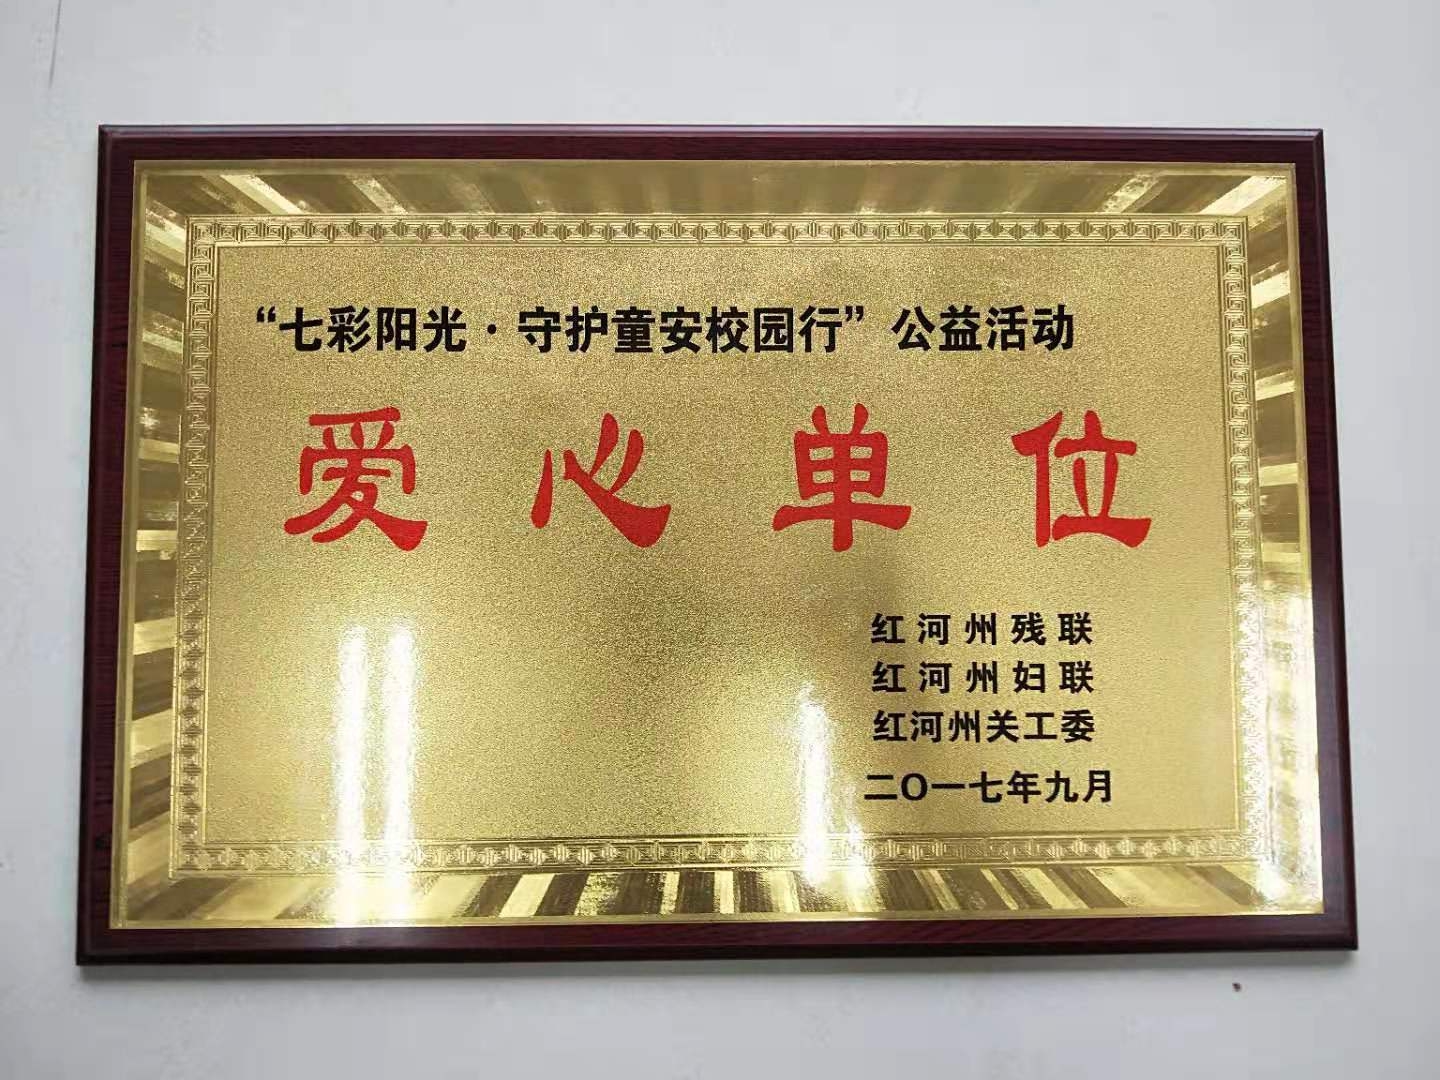 “七彩阳光·守护童安校园行”公益活动
爱心单位
红河州残联
红河州妇联
红河州关工委
二〇一七年九月